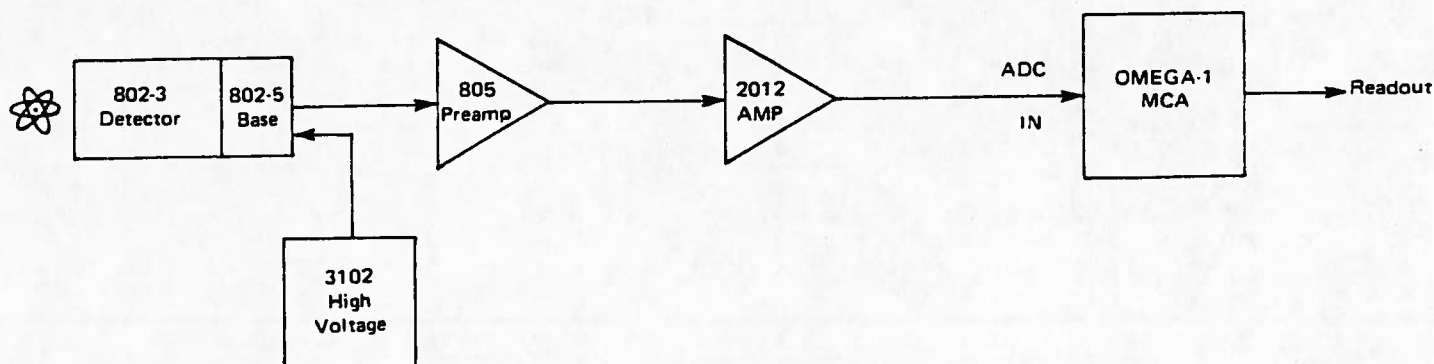 802-3
Detector
802-5
Base
805
Preamp
2012
AMP
ADC
IN
OMEGA-1
MCA
Readout
3102
High
Voltage